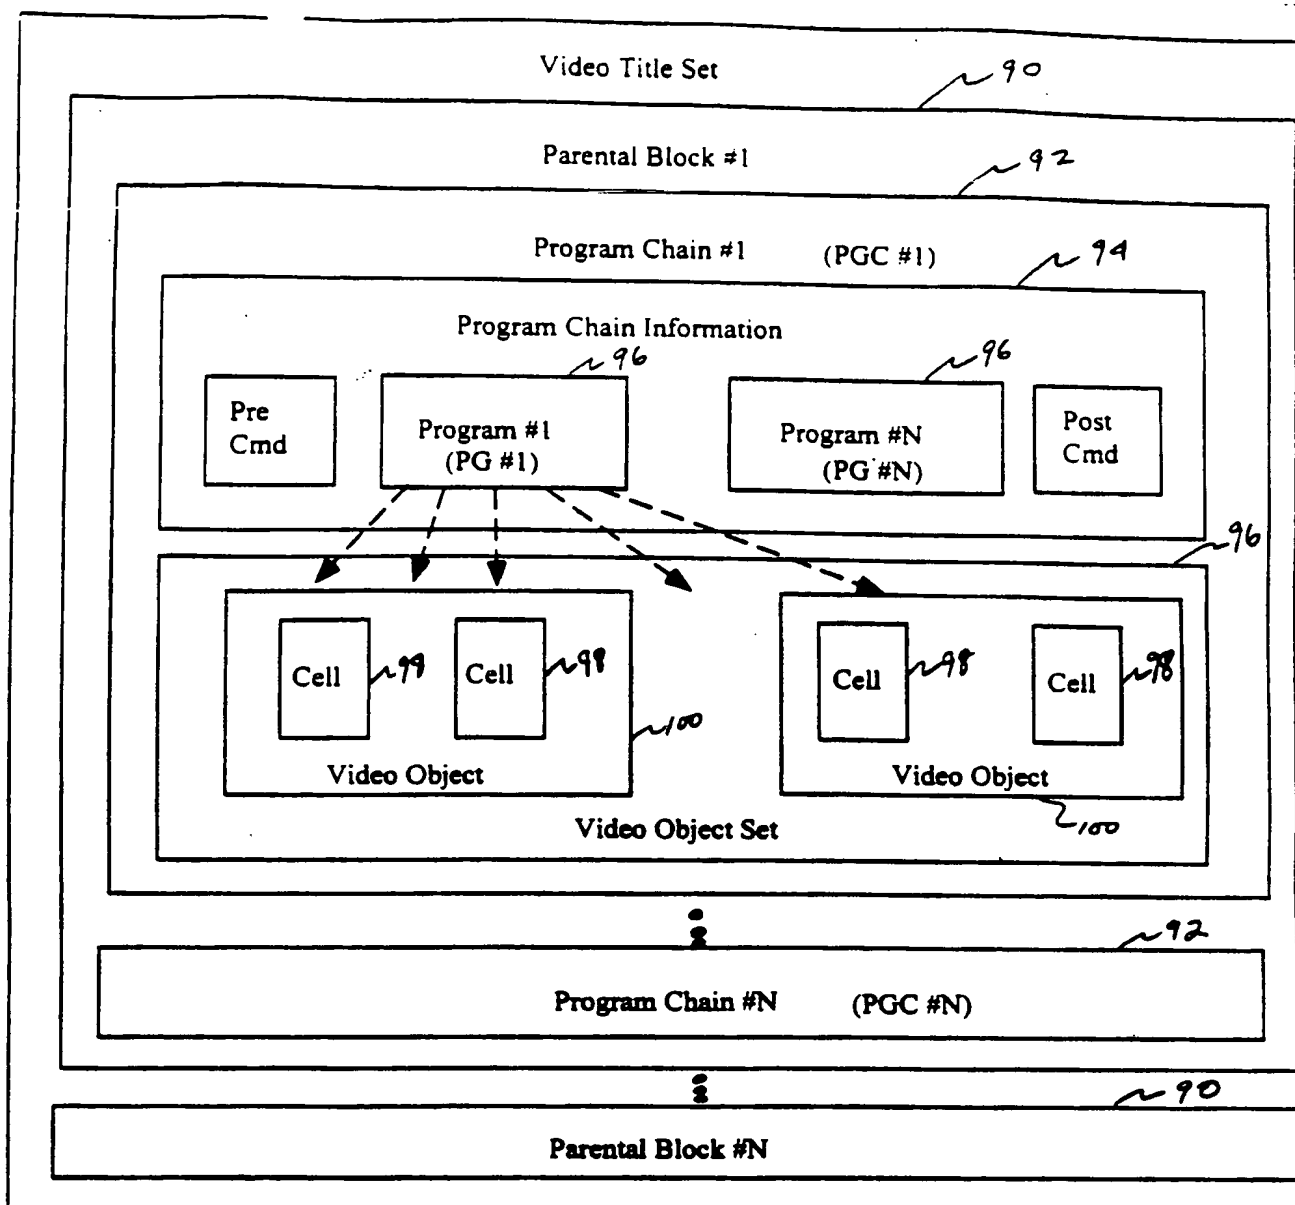 Video Title Set
90
Parental Block #1
92
Program Chain #1 (PGC #1)
94
Program Chain Information
96
96
Pre
Cmd
Program #1
(PG #1)
Program #N
(PG #N)
Post
Cmd
96
Cell
99
Cell
98
Cell
98
Cell
98
100
Video Object
Video Object
100
Video Object Set
92
Program Chain #N (PGC #N)
90
Parental Block #N